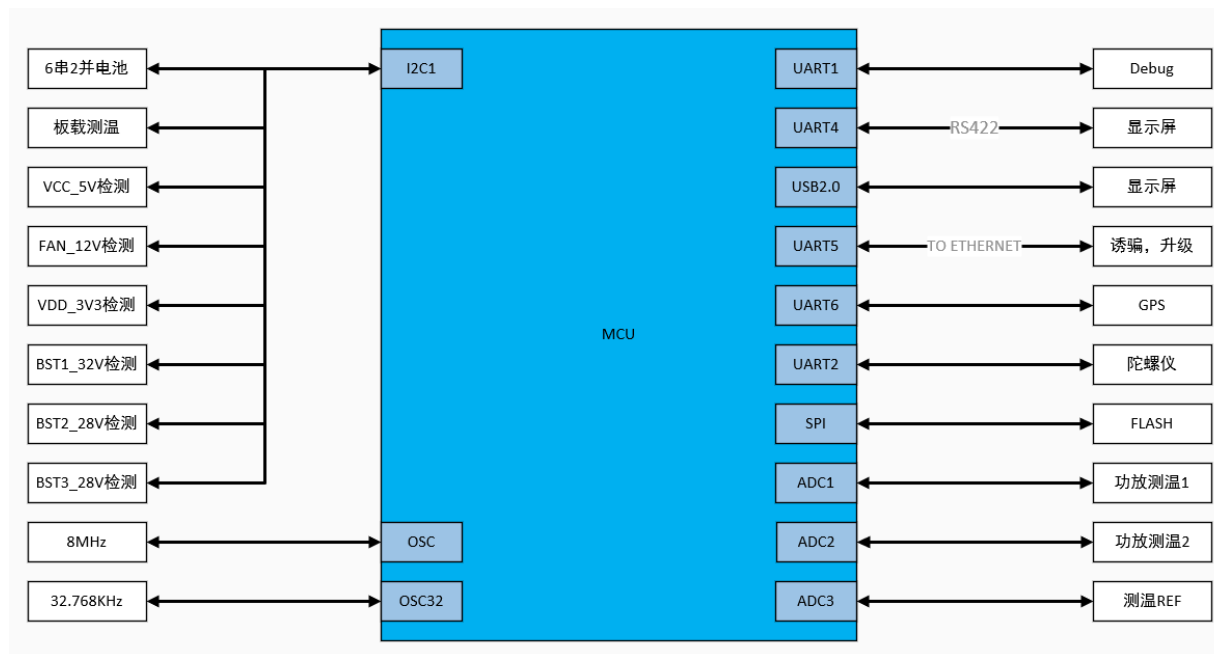 6串2并电池
I2C1
UART1
Debug
板载测温
UART4
RS422
显示屏
VCC_5V检测
USB2.0
显示屏
FAN_12V检测
UART5
TO ETHERNET
诱骗，升级
VDD_3V3检测
UART6
GPS
MCU
BST1_32V检测
UART2
陀螺仪
BST2_28V检测
SPI
FLASH
BST3_28V检测
ADC1
功放测温1
8MHz
OSC
ADC2
功放测温2
32.768KHz
OSC32
ADC3
测温REF